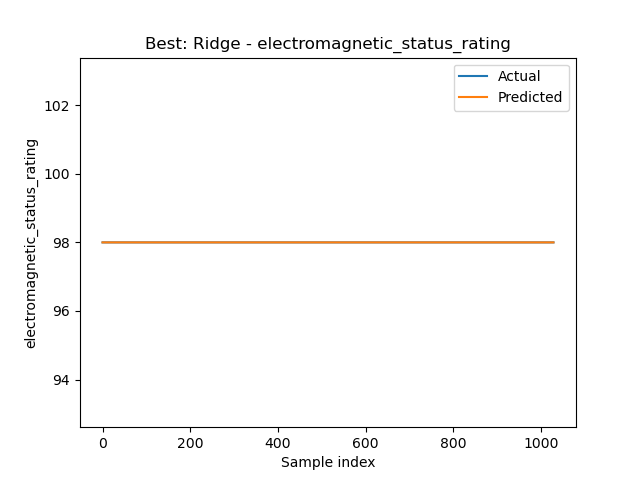 Best: Ridge - electromagnetic_status_rating
Actual
Predicted
102
100
98
96
94
electromagnetic_status_rating
0 200 400 600 800 1000
Sample index